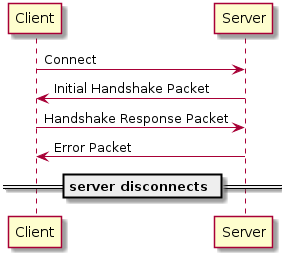 Client Server
Connect
Initial Handshake Packet
Handshake Response Packet
Error Packet
server disconnects
Client Server